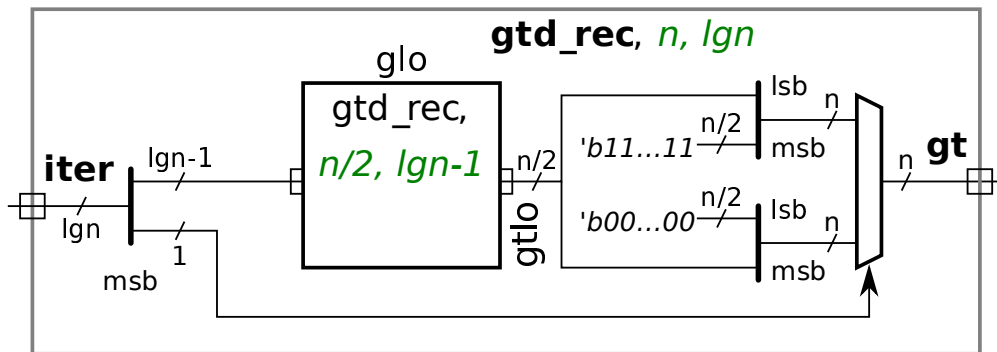 gtd_rec, n, lgn
glo
gtd_rec,
n/2, lgn-1
iter
lgn
lgn-1
1
msb
n/2
gtlo
'b11...11
n/2
lsb
msb
n
'b00...00
n/2
lsb
msb
n
n
gt